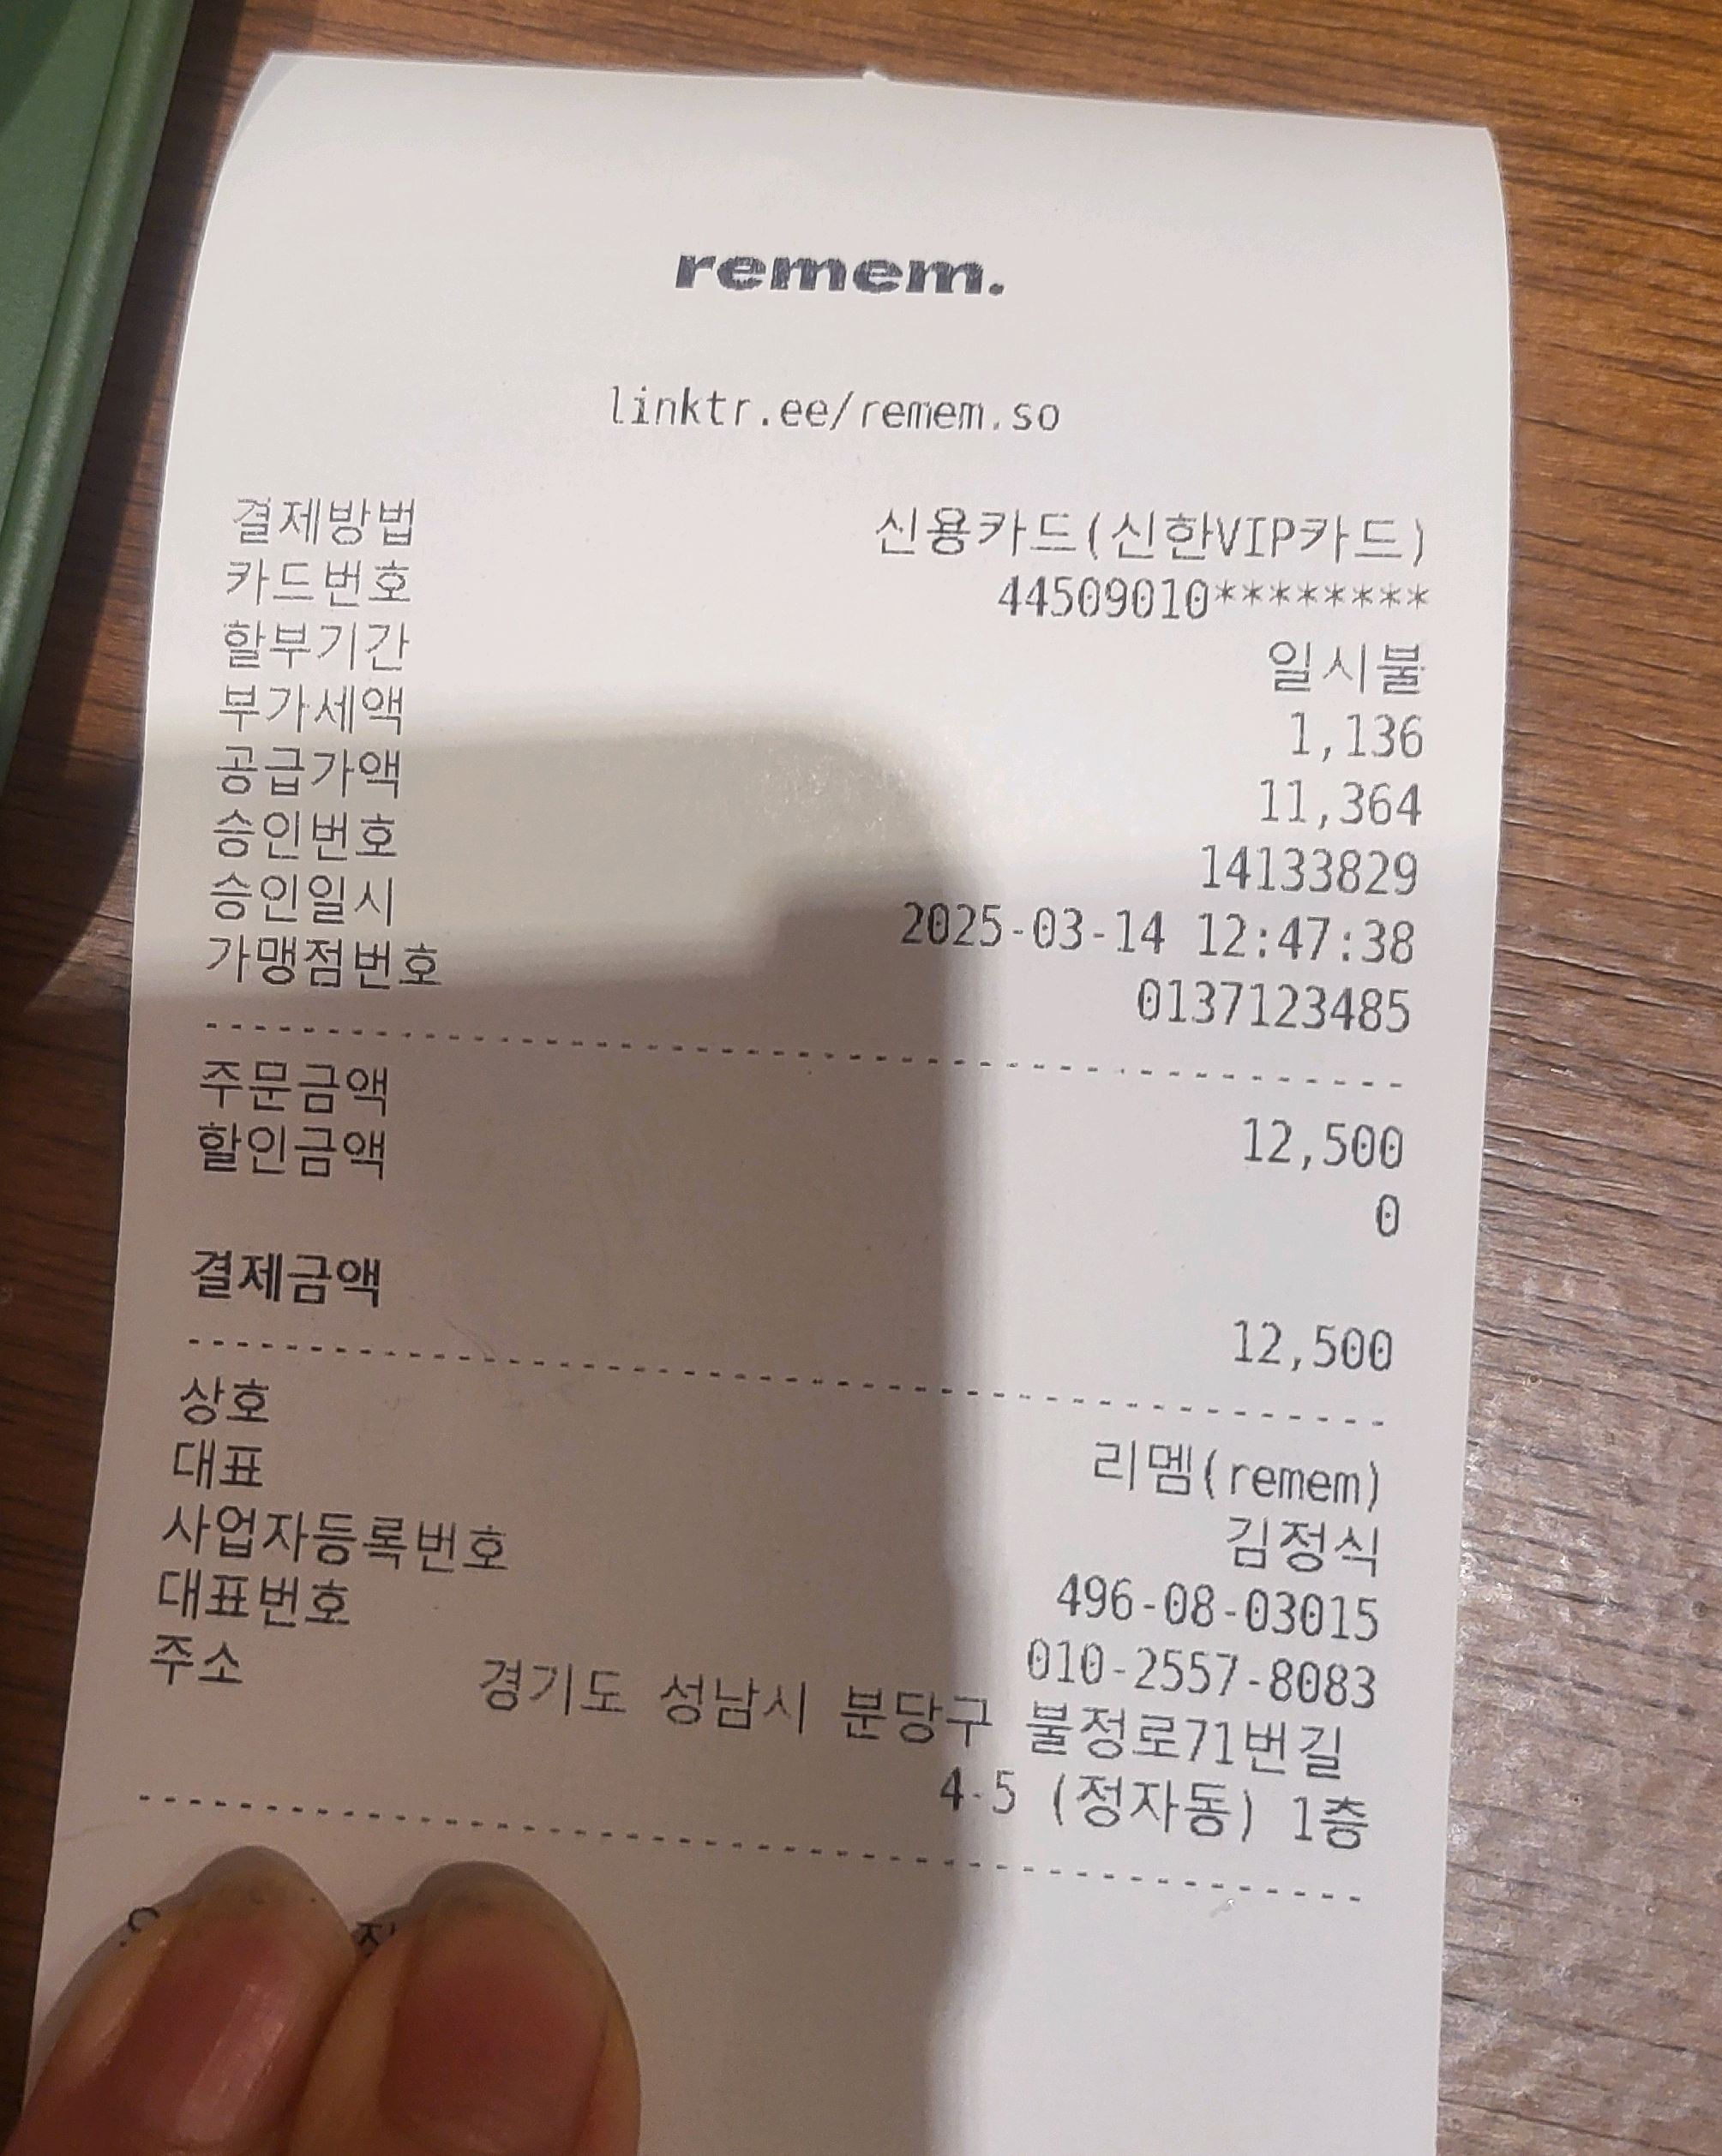 remem.
linktr.ee/remem.so
결제방법 신용카드(신한VIP카드)
카드번호 44509010********
할부기간 일시불
부가세액 1,136
공급가액 11,364
승인번호 14133829
승인일시 2025-03-14 12:47:38
가맹점번호 0137123485
주문금액 12,500
할인금액 0
결제금액 12,500
상호 리멤(remem)
대표 김정식
사업자등록번호 496-08-03015
대표번호 010-2557-8083
주소 경기도 성남시 분당구 불정로71번길
4-5 (정자동) 1층